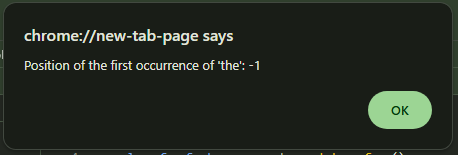 chrome://new-tab-page says
Position of the first occurrence of 'the': -1
OK